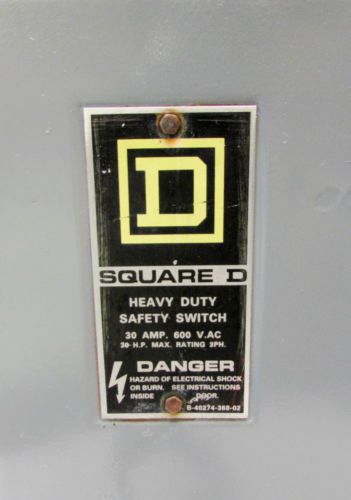 D
SQUARE D
HEAVY DUTY
SAFETY SWITCH
30 AMP. 600 V.AC
30 H.P. MAX. RATING 3PH.
DANGER
HAZARD OF ELECTRICAL SHOCK
OR BURN. SEE INSTRUCTIONS
INSIDE DOOR.
B-40274-368-02